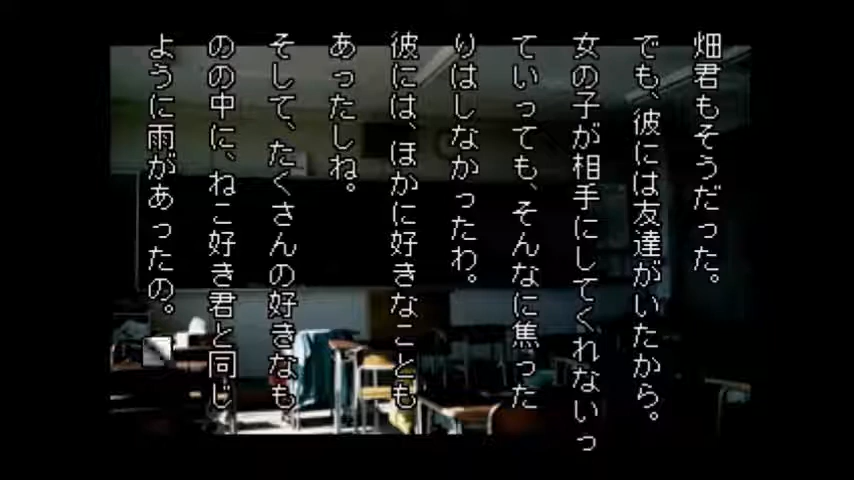 畑君もそうだった。
でも、彼には友達がいたから。
女の子が相手にしてくれないいっ
ていっても、そんなに焦った
りはしなかったわ。
彼には、ほかに好きなことも
あったしね。
そして、たくさんの好きなも
のの中に、ねこ好き君と同じ
ように雨があったの。